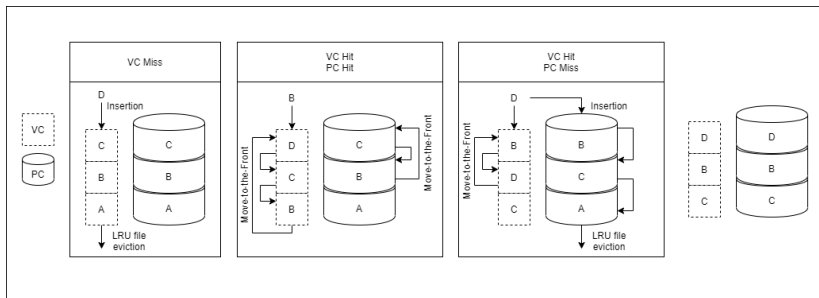 VC
PC
VC Miss
D
Insertion
C
B
A
C
B
A
LRU file
eviction
VC Hit
PC Hit
B
Move-to-the-Front
D
C
B
C
B
A
Move-to-the-Front
VC Hit
PC Miss
D
Insertion
Move-to-the-Front
B
D
C
B
C
A
LRU file
eviction
D
B
C
D
B
C